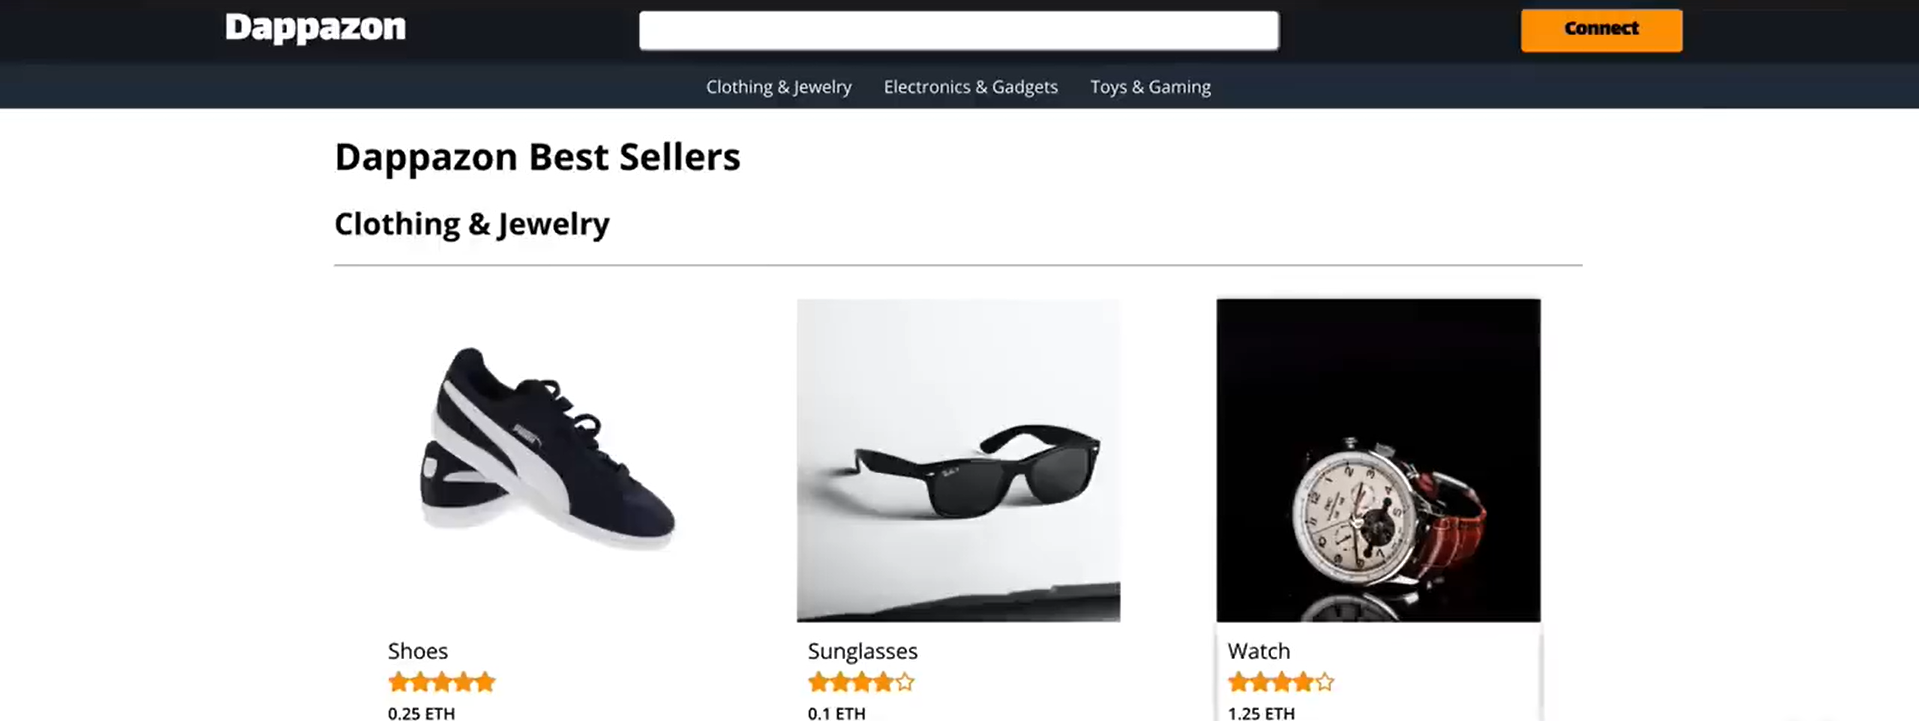 Dappazon
Connect
Clothing & Jewelry Electronics & Gadgets Toys & Gaming
Dappazon Best Sellers
Clothing & Jewelry
Shoes Sunglasses Watch
0.25 ETH 0.1 ETH 1.25 ETH